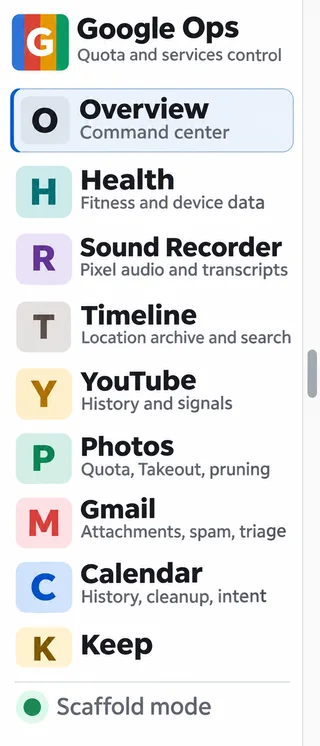 G
Google Ops
Quota and services control
O
Overview
Command center
H
Health
Fitness and device data
R
Sound Recorder
Pixel audio and transcripts
T
Timeline
Location archive and search
Y
YouTube
History and signals
P
Photos
Quota, Takeout, pruning
M
Gmail
Attachments, spam, triage
C
Calendar
History, cleanup, intent
K
Keep
Scaffold mode